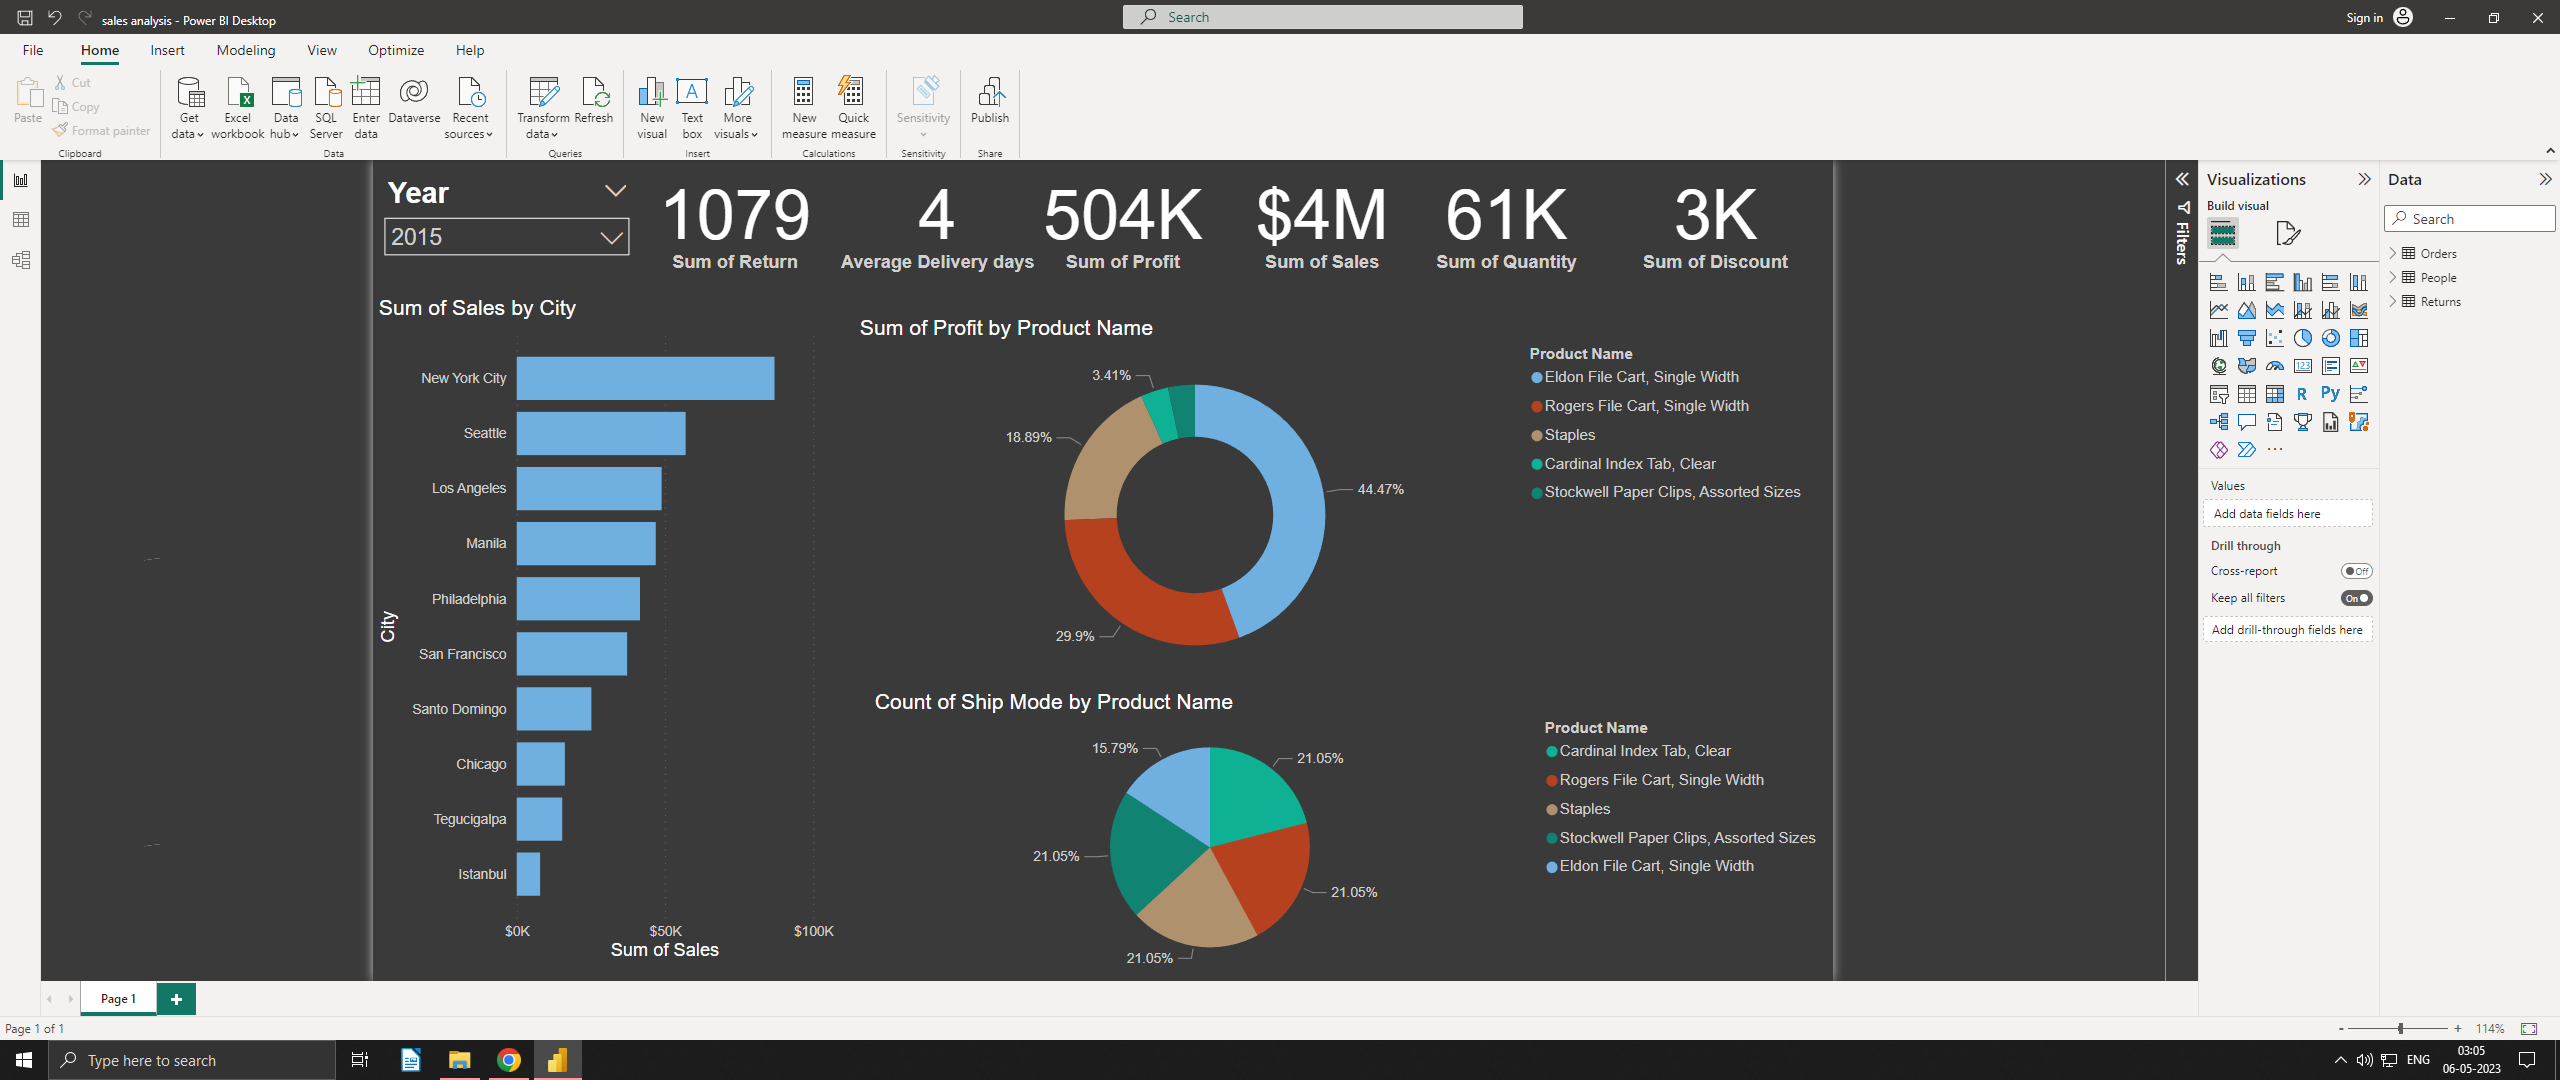 sales analysis - Power BI Desktop
Search
Sign in
File Home Insert Modeling View Optimize Help
Paste
Cut
Copy
Format painter
Clipboard
Get data
Excel workbook
Data hub
SQL Server
Enter data
Dataverse
Recent sources
Data
Transform data
Refresh
Queries
New visual
Text box
More visuals
Insert
New measure
Quick measure
Calculations
Sensitivity
Sensitivity
Publish
Share
Year
2015
1079
Sum of Return
4
Average Delivery days
504K
Sum of Profit
$4M
Sum of Sales
61K
Sum of Quantity
3K
Sum of Discount
Sum of Sales by City
City
New York City
Seattle
Los Angeles
Manila
Philadelphia
San Francisco
Santo Domingo
Chicago
Tegucigalpa
Istanbul
$0K $50K $100K
Sum of Sales
Sum of Profit by Product Name
3.41%
18.89%
44.47%
29.9%
Product Name
Eldon File Cart, Single Width
Rogers File Cart, Single Width
Staples
Cardinal Index Tab, Clear
Stockwell Paper Clips, Assorted Sizes
Count of Ship Mode by Product Name
15.79%
21.05%
21.05%
21.05%
21.05%
Product Name
Cardinal Index Tab, Clear
Rogers File Cart, Single Width
Staples
Stockwell Paper Clips, Assorted Sizes
Eldon File Cart, Single Width
Filters
Visualizations
Build visual
123
R
Py
Values
Add data fields here
Drill through
Cross-report
Off
Keep all filters
On
Add drill-through fields here
Data
Search
Orders
People
Returns
Page 1
Page 1 of 1
114%
Type here to search
ENG
03:05
06-05-2023